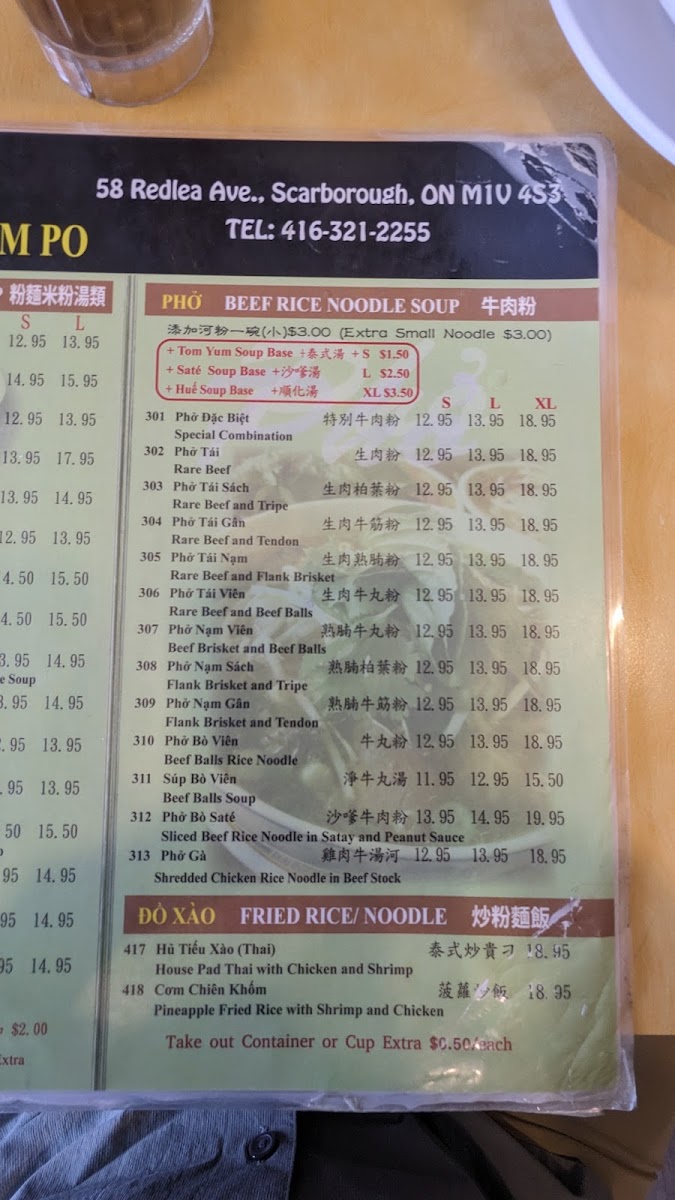 58 Redlea Ave., Scarborough, ON M1V 4S3
TEL: 416-321-2255
M PO
粉麵米粉湯類
S L
12.95 13.95
14.95 15.95
12.95 13.95
13.95 17.95
13.95 14.95
12.95 13.95
4.50 15.50
4.50 15.50
3.95 14.95
e Soup
3.95 14.95
.95 13.95
.95 13.95
50 15.50
95 14.95
95 14.95
95 14.95
$2.00
Extra
PHỞ BEEF RICE NOODLE SOUP 牛肉粉
添加河粉一碗(小)$3.00 (Extra Small Noodle $3.00)
+ Tom Yum Soup Base +泰式湯 + S $1.50
+ Saté Soup Base +沙嗲湯 L $2.50
+ Huế Soup Base +順化湯 XL $3.50
S L XL
301 Phở Đặc Biệt 特別牛肉粉 12.95 13.95 18.95
Special Combination
302 Phở Tái 生肉粉 12.95 13.95 18.95
Rare Beef
303 Phở Tái Sách 生肉柏葉粉 12.95 13.95 18.95
Rare Beef and Tripe
304 Phở Tái Gân 生肉牛筋粉 12.95 13.95 18.95
Rare Beef and Tendon
305 Phở Tái Nạm 生肉熟腩粉 12.95 13.95 18.95
Rare Beef and Flank Brisket
306 Phở Tái Viên 生肉牛丸粉 12.95 13.95 18.95
Rare Beef and Beef Balls
307 Phở Nạm Viên 熟腩牛丸粉 12.95 13.95 18.95
Beef Brisket and Beef Balls
308 Phở Nạm Sách 熟腩柏葉粉 12.95 13.95 18.95
Flank Brisket and Tripe
309 Phở Nạm Gân 熟腩牛筋粉 12.95 13.95 18.95
Flank Brisket and Tendon
310 Phở Bò Viên 牛丸粉 12.95 13.95 18.95
Beef Balls Rice Noodle
311 Súp Bò Viên 淨牛丸湯 11.95 12.95 15.50
Beef Balls Soup
312 Phở Bò Saté 沙嗲牛肉粉 13.95 14.95 19.95
Sliced Beef Rice Noodle in Satay and Peanut Sauce
313 Phở Gà 雞肉牛湯河 12.95 13.95 18.95
Shredded Chicken Rice Noodle in Beef Stock
ĐỒ XÀO FRIED RICE/ NOODLE 炒粉麵飯
417 Hủ Tiếu Xào (Thai) 泰式炒貴刁 18.95
House Pad Thai with Chicken and Shrimp
418 Cơm Chiên Khóm 菠蘿炒飯 18.95
Pineapple Fried Rice with Shrimp and Chicken
Take out Container or Cup Extra $0.50/each